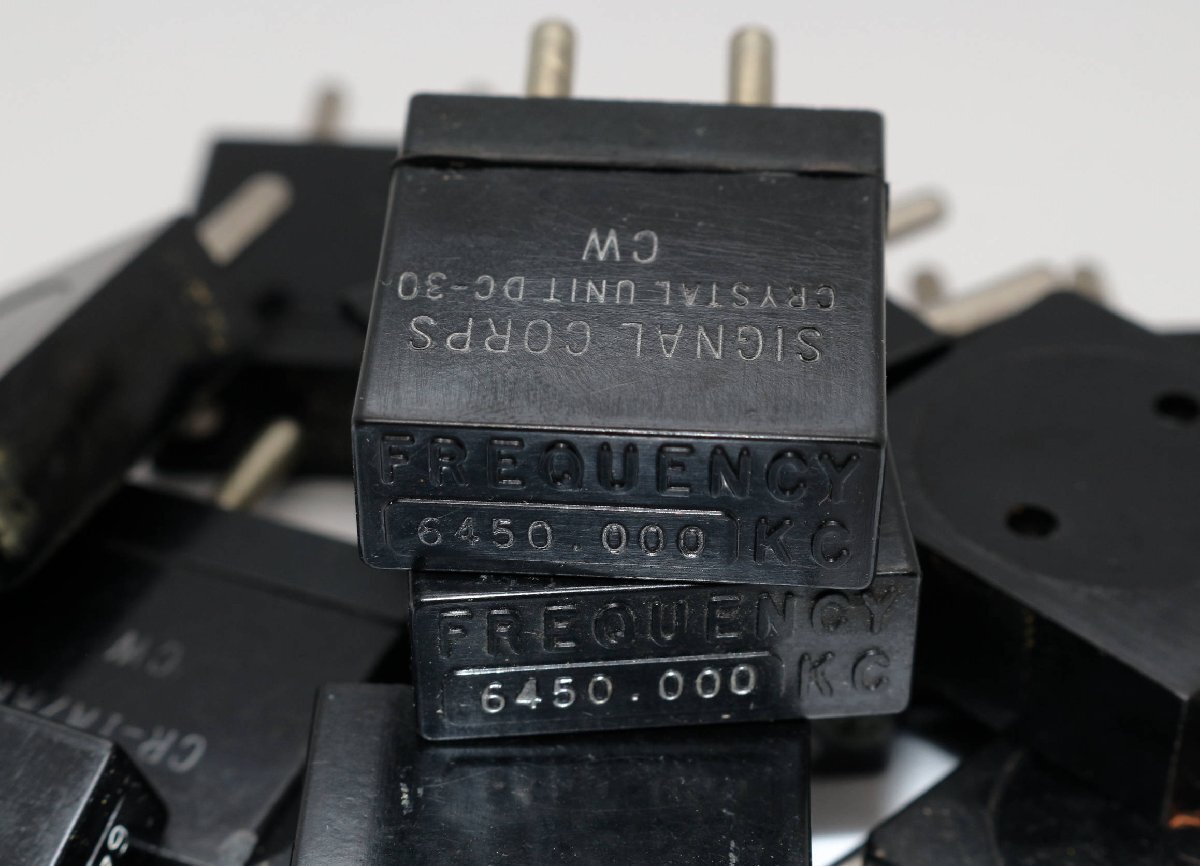 SIGNAL CORPS
CRYSTAL UNIT DC-30
CW
FREQUENCY
6450.000 KC
FREQUENCY
6450.000 KC
CW